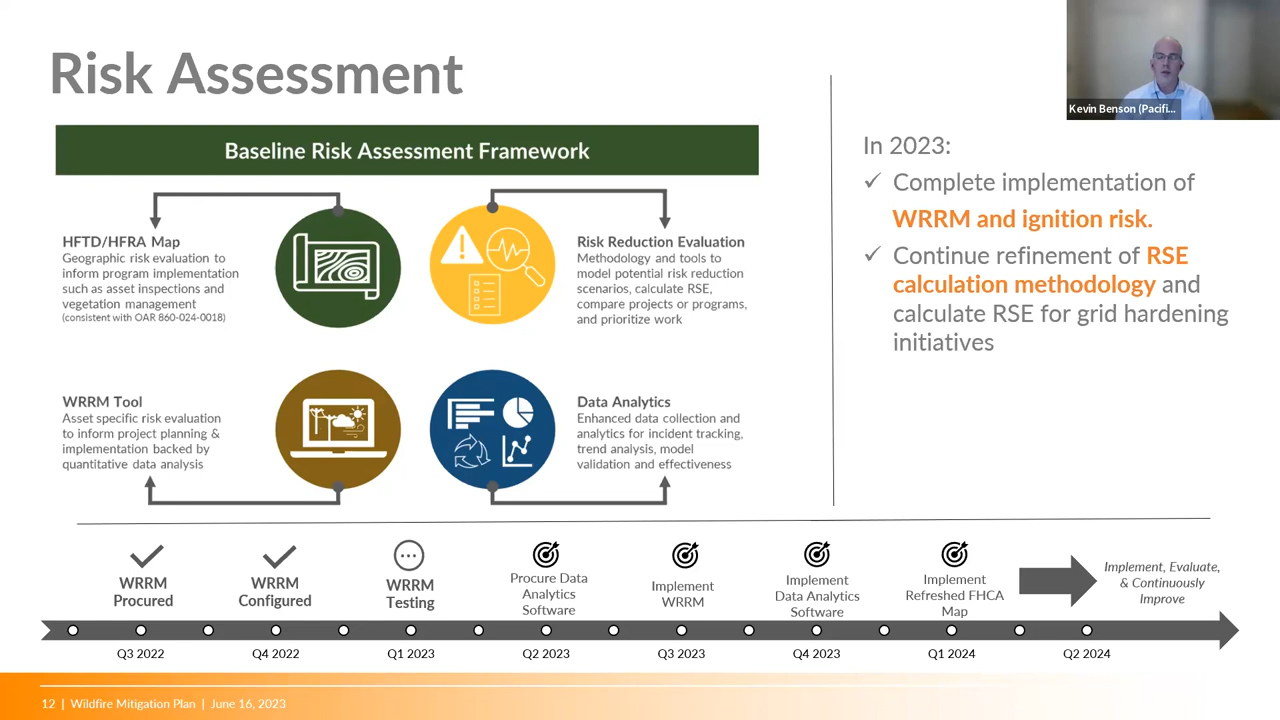 Risk Assessment
Kevin Benson (Pacifi...
Baseline Risk Assessment Framework
HFTD/HFRA Map
Geographic risk evaluation to
inform program implementation
such as asset inspections and
vegetation management
(consistent with OAR 860-024-0018)
Risk Reduction Evaluation
Methodology and tools to
model potential risk reduction
scenarios, calculate RSE,
compare projects or programs,
and prioritize work
WRRM Tool
Asset specific risk evaluation
to inform project planning &
implementation backed by
quantitative data analysis
Data Analytics
Enhanced data collection and
analytics for incident tracking,
trend analysis, model
validation and effectiveness
In 2023:
✓ Complete implementation of
WRRM and ignition risk.
✓ Continue refinement of RSE
calculation methodology and
calculate RSE for grid hardening
initiatives
WRRM
Procured
WRRM
Configured
WRRM
Testing
Procure Data
Analytics
Software
Implement
WRRM
Implement
Data Analytics
Software
Implement
Refreshed FHCA
Map
Implement, Evaluate,
& Continuously
Improve
Q3 2022
Q4 2022
Q1 2023
Q2 2023
Q3 2023
Q4 2023
Q1 2024
Q2 2024
12 | Wildfire Mitigation Plan | June 16, 2023